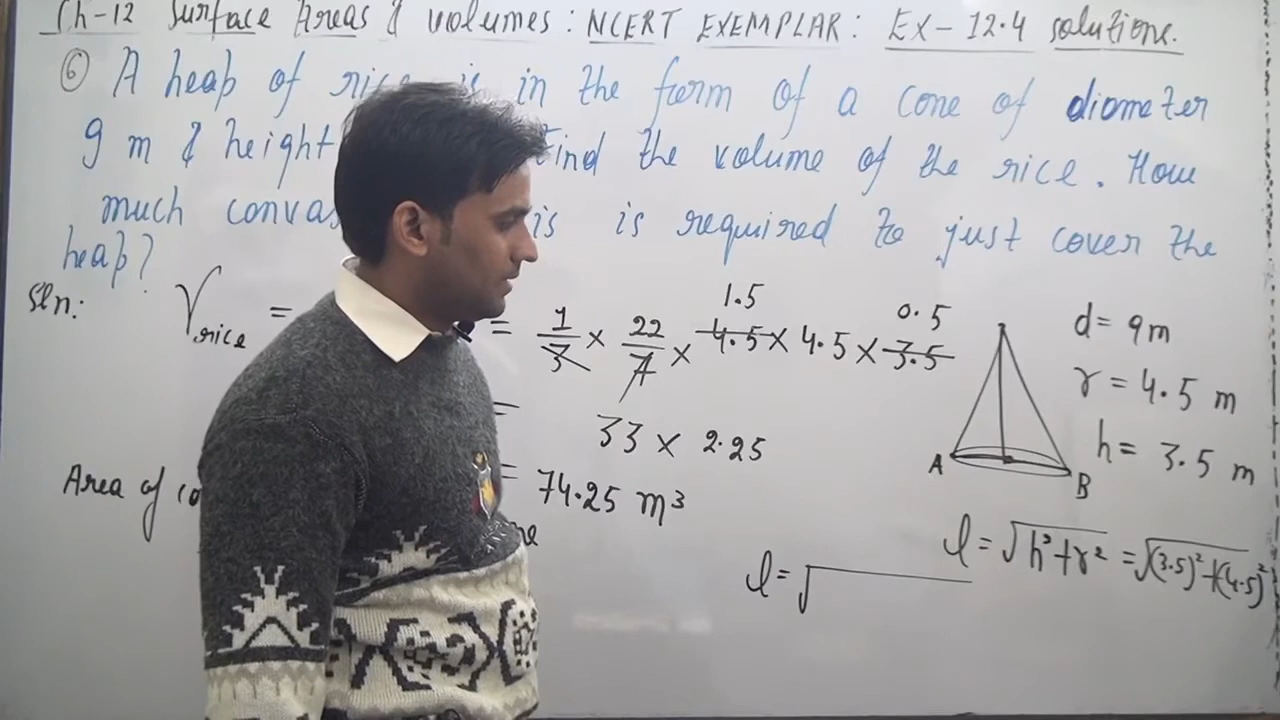 Ch-12 Surface Areas & volumes : NCERT EXEMPLAR : Ex-12.4 solutions.
⑥ A heap of rice is in the form of a cone of diameter
9 m & height Find the volume of the rice. How
much canvas is required to just cover the
heap?
Sln: V rice = = 1/3 × 22/7 × 4.5 × 4.5 × 3.5
1.5 0.5
= 33 × 2.25
= 74.25 m³
Area of
d = 9m
r = 4.5 m
h = 3.5 m
A B
l = √h²+r² = √(3.5)²+(4.5)²
l = √